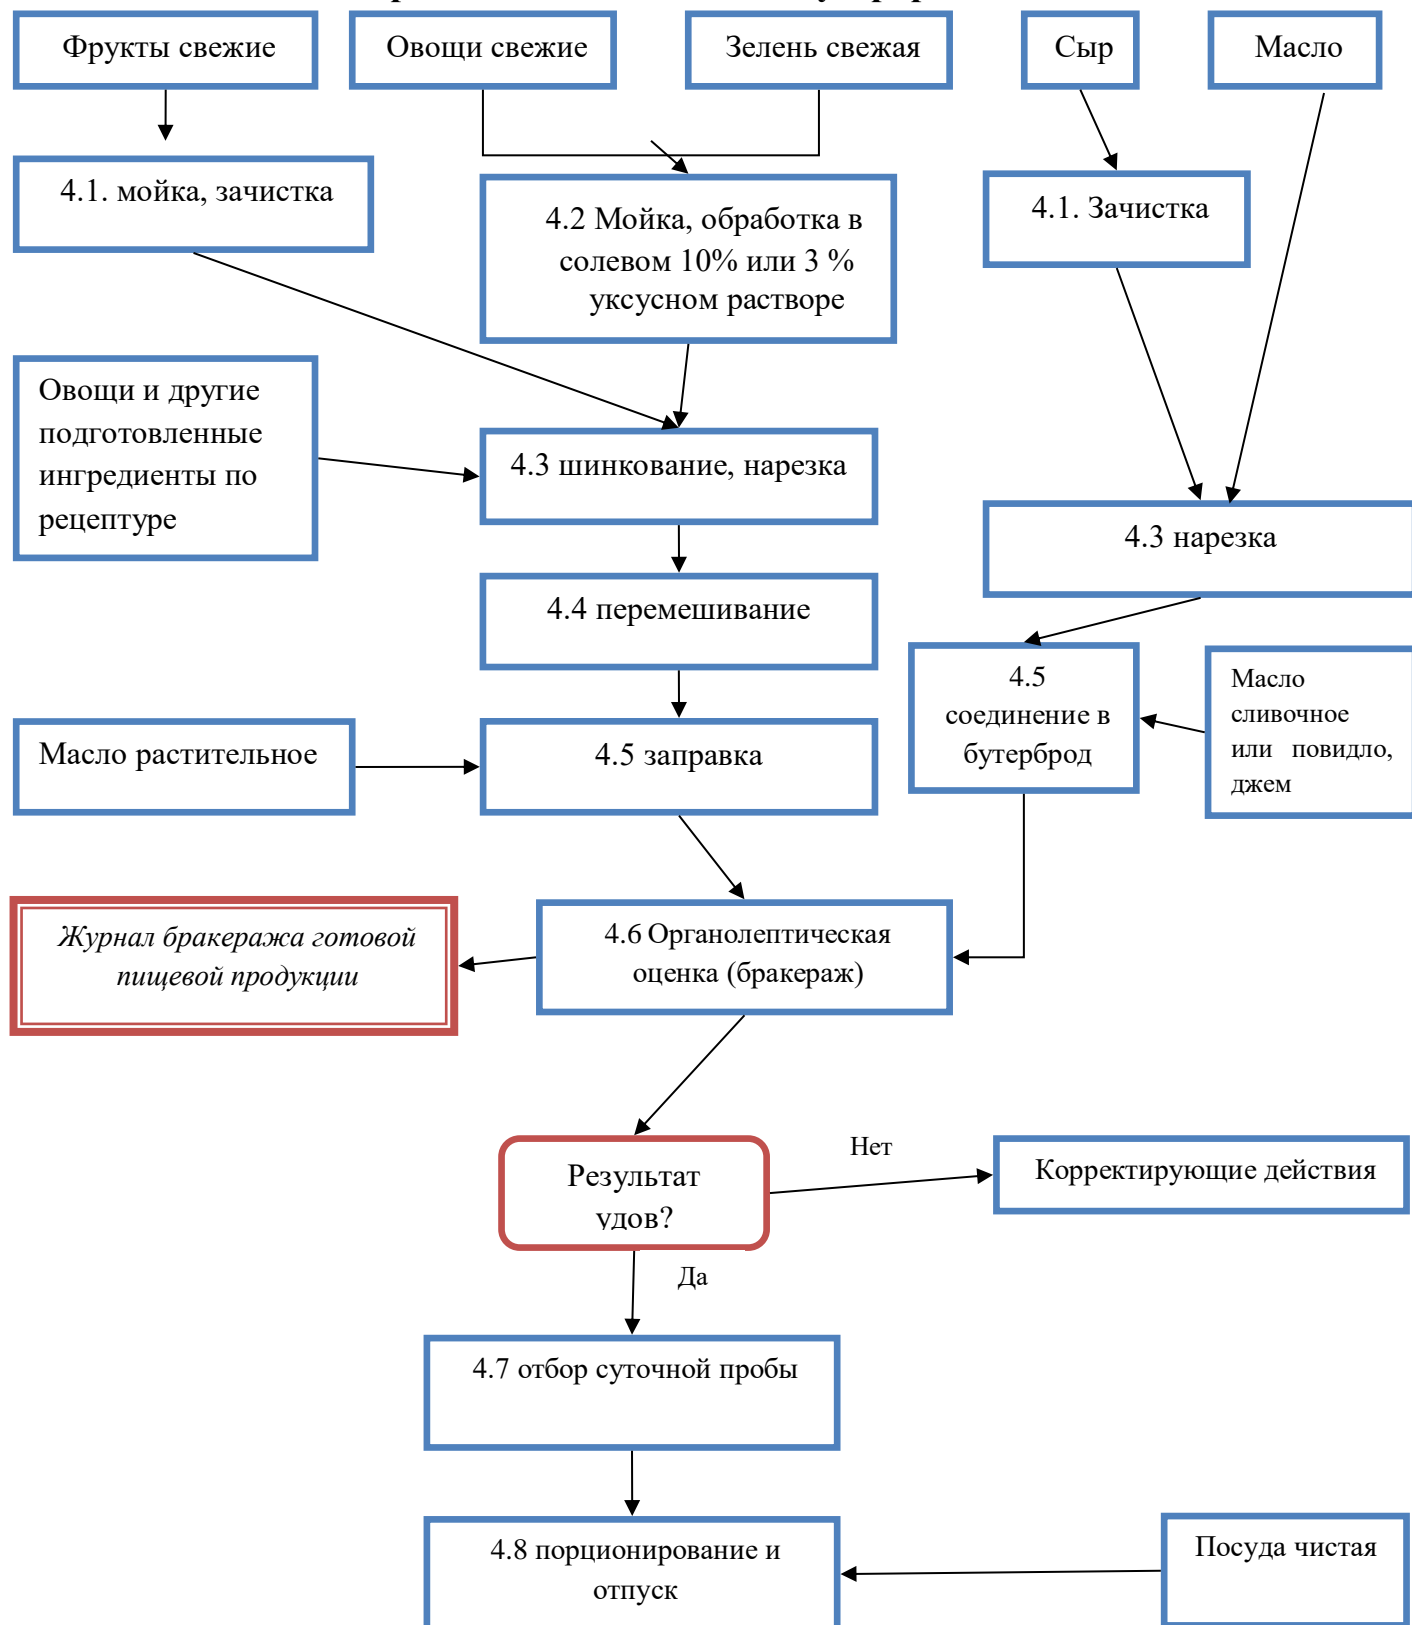 Фрукты свежие
Овощи свежие
Зелень свежая
Сыр
Масло
4.1. мойка, зачистка
4.2 Мойка, обработка в
солевом 10% или 3 %
уксусном растворе
4.1. Зачистка
Овощи и другие
подготовленные
ингредиенты по
рецептуре
4.3 шинкование, нарезка
4.3 нарезка
4.4 перемешивание
4.5
соединение в
бутерброд
Масло
сливочное
или повидло,
джем
Масло растительное
4.5 заправка
Журнал бракеража готовой
пищевой продукции
4.6 Органолептическая
оценка (бракераж)
Результат
удов?
Нет
Корректирующие действия
Да
4.7 отбор суточной пробы
4.8 порционирование и
отпуск
Посуда чистая